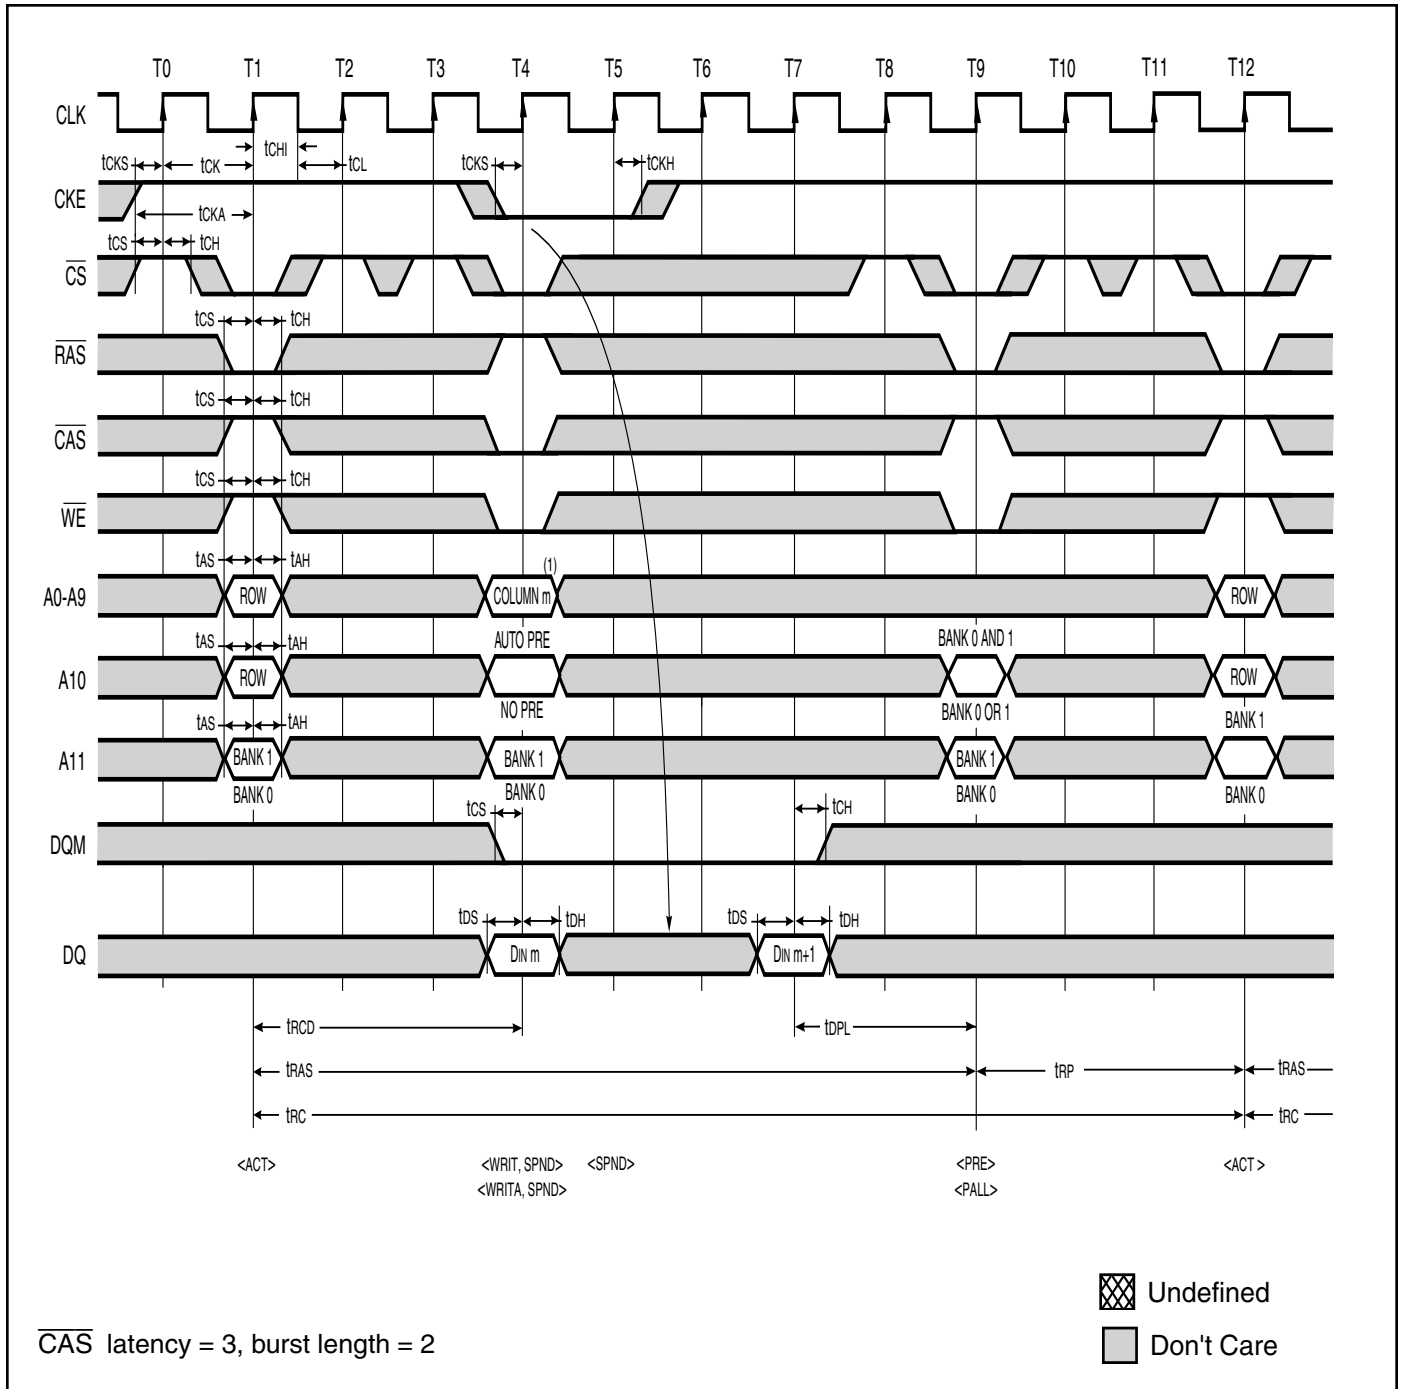 T0 T1 T2 T3 T4 T5 T6 T7 T8 T9 T10 T11 T12
CLK
tCHI
tCKS tCK tCL tCKS tCKH
CKE
tCKA
tCS tCH
CS
tCS tCH
RAS
tCS tCH
CAS
tCS tCH
WE
tAS tAH (1)
A0-A9 ROW COLUMN m ROW
tAS tAH AUTO PRE BANK 0 AND 1
A10 ROW ROW
NO PRE BANK 0 OR 1 BANK 1
tAS tAH
A11 BANK 1 BANK 1 BANK 1
BANK 0 BANK 0 BANK 0 BANK 0
tCS tCH
DQM
tDS tDH tDS tDH
DQ DIN m DIN m+1
tRCD tDPL
tRAS tRP tRAS
tRC tRC
<ACT> <WRIT, SPND> <SPND> <PRE> <ACT >
<WRITA, SPND> <PALL>
Undefined
CAS latency = 3, burst length = 2 Don't Care